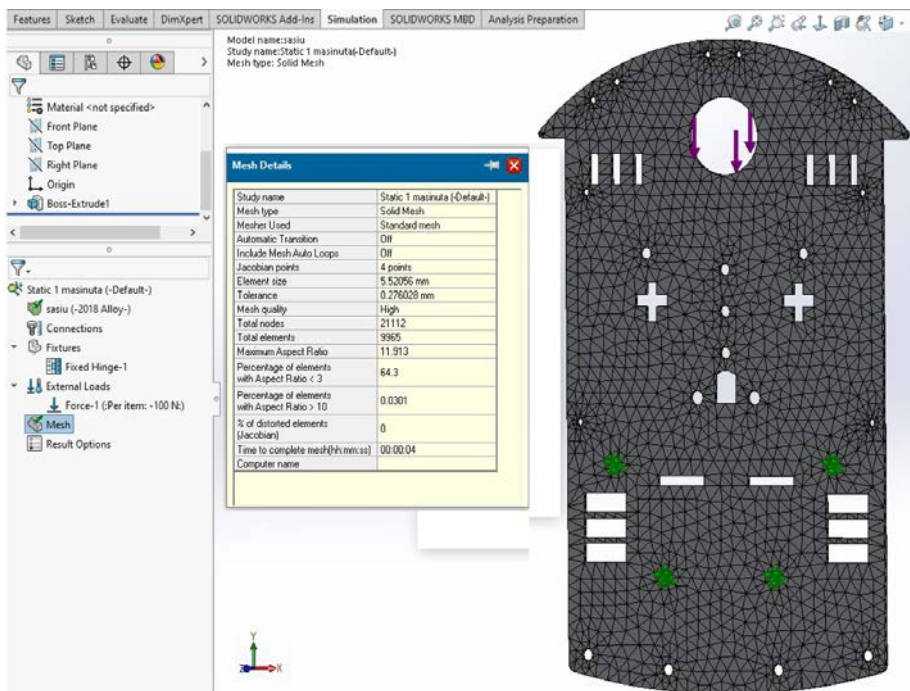 Features Sketch Evaluate DimXpert SOLIDWORKS Add-Ins Simulation SOLIDWORKS MBD Analysis Preparation
Model name:sasiu
Study name:Static 1 masinuta(-Default-)
Mesh type: Solid Mesh
Material <not specified>
Front Plane
Top Plane
Right Plane
Origin
Boss-Extrude1
Static 1 masinuta (-Default-)
sasiu (-2018 Alloy-)
Connections
Fixtures
Fixed Hinge-1
External Loads
Force-1 (:Per item: -100 N:)
Mesh
Result Options
Mesh Details
Study name Static 1 masinuta (-Default-)
Mesh type Solid Mesh
Mesher Used Standard mesh
Automatic Transition Off
Include Mesh Auto Loops Off
Jacobian points 4 points
Element size 5.52056 mm
Tolerance 0.276028 mm
Mesh quality High
Total nodes 21112
Total elements 9965
Maximum Aspect Ratio 11.913
Percentage of elements
with Aspect Ratio < 3 64.3
Percentage of elements
with Aspect Ratio > 10 0.0301
% of distorted elements
(Jacobian) 0
Time to complete mesh(hh:mm:ss) 00:00:04
Computer name
Y
Z
X